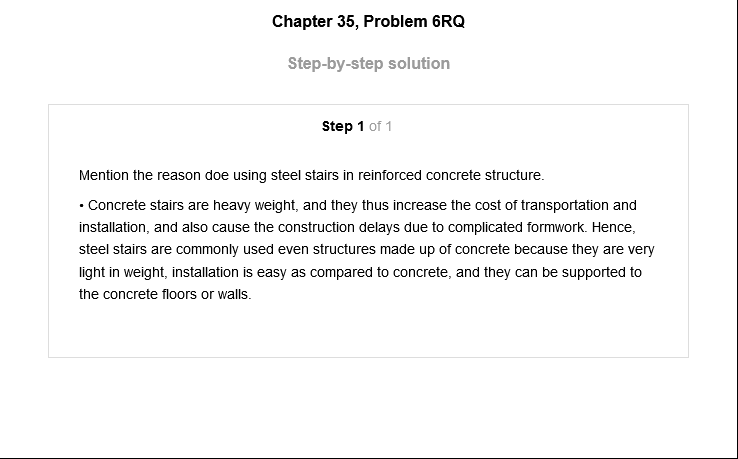 Chapter 35, Problem 6RQ
Step-by-step solution
Step 1 of 1
Mention the reason doe using steel stairs in reinforced concrete structure.
• Concrete stairs are heavy weight, and they thus increase the cost of transportation and
installation, and also cause the construction delays due to complicated formwork. Hence,
steel stairs are commonly used even structures made up of concrete because they are very
light in weight, installation is easy as compared to concrete, and they can be supported to
the concrete floors or walls.